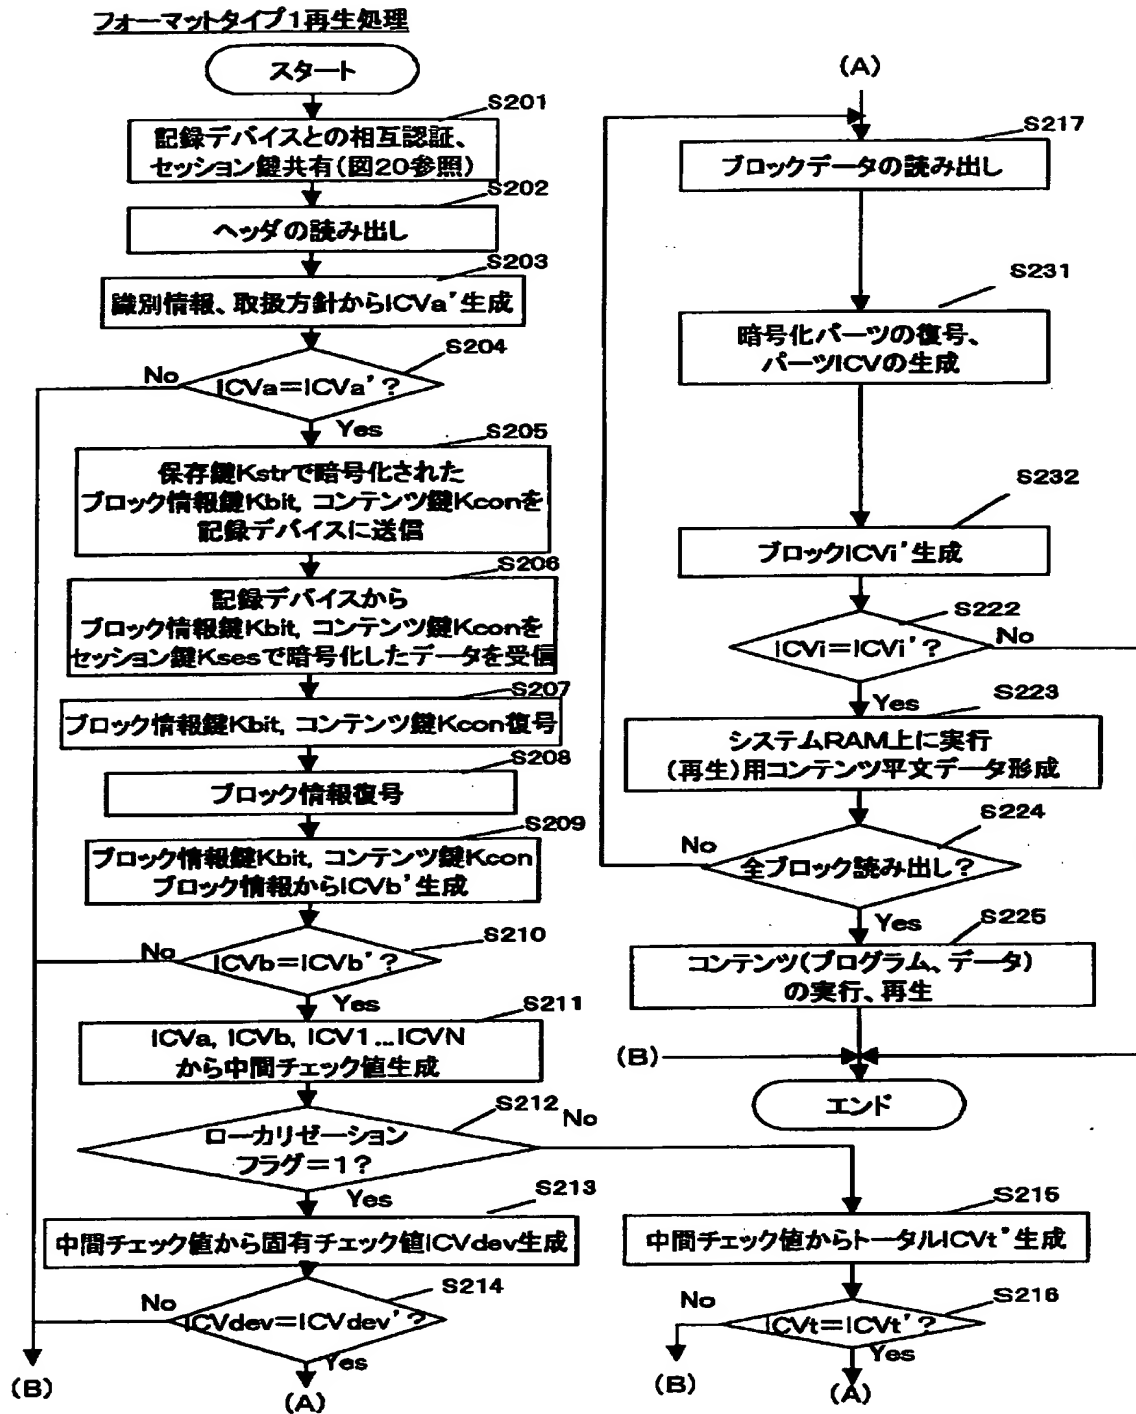 フォーマットタイプ1再生処理
スタート
S201
記録デバイスとの相互認証、
セッション鍵共有(図20参照)
S202
ヘッダの読み出し
S203
識別情報、取扱方針からICVa'生成
S204
ICVa=ICVa'?
No
Yes
S205
保存鍵Kstrで暗号化された
ブロック情報鍵Kbit, コンテンツ鍵Kconを
記録デバイスに送信
S206
記録デバイスから
ブロック情報鍵Kbit, コンテンツ鍵Kconを
セッション鍵Ksesで暗号化したデータを受信
S207
ブロック情報鍵Kbit, コンテンツ鍵Kcon復号
S208
ブロック情報復号
S209
ブロック情報鍵Kbit, コンテンツ鍵Kcon
ブロック情報からICVb'生成
S210
ICVb=ICVb'?
No
Yes
S211
ICVa, ICVb, ICV1...ICVN
から中間チェック値生成
S212
ローカリゼーション
フラグ=1?
No
Yes
S213
中間チェック値から固有チェック値ICVdev生成
S214
ICVdev=ICVdev'?
No
Yes
(B)
(A)
S215
中間チェック値からトータルICVt'生成
S216
ICVt=ICVt'?
No
Yes
(B)
(A)
(A)
S217
ブロックデータの読み出し
S231
暗号化パーツの復号、
パーツICVの生成
S232
ブロックICVi'生成
S222
ICVi=ICVi'?
No
Yes
S223
システムRAM上に実行
(再生)用コンテンツ平文データ形成
S224
全ブロック読み出し?
No
Yes
S225
コンテンツ(プログラム、データ)
の実行、再生
(B)
エンド